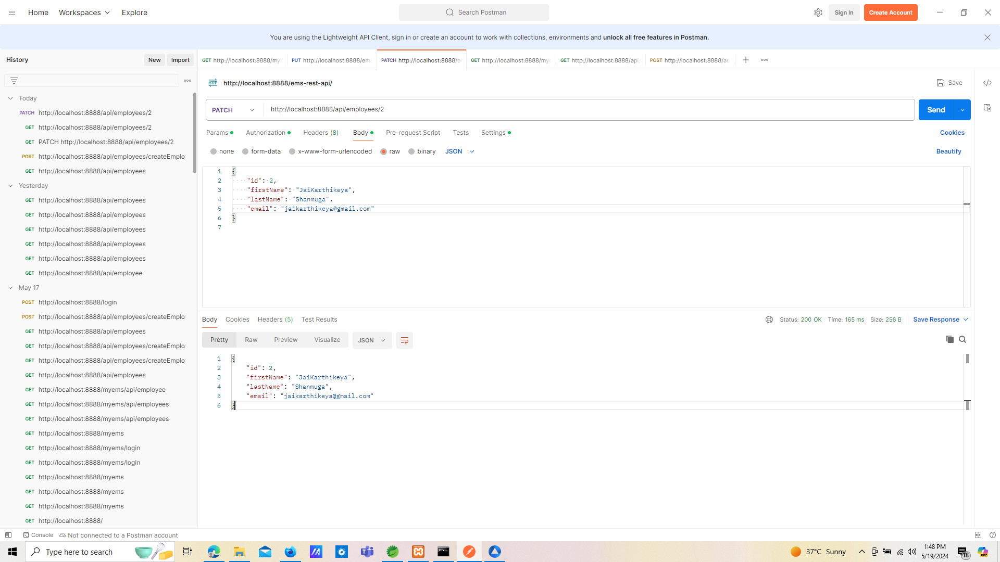 Home Workspaces Explore
Search Postman
Sign In Create Account
You are using the Lightweight API Client, sign in or create an account to work with collections, environments and unlock all free features in Postman.
History New Import
GET http://localhost:8888/my
PUT http://localhost:8888/em
PATCH http://localhost:8888/e
GET http://localhost:8888/my
GET http://localhost:8888/api
POST http://localhost:8888/au
Today
PATCH http://localhost:8888/api/employees/2
GET http://localhost:8888/api/employees/2
GET PATCH http://localhost:8888/api/employees/2
POST http://localhost:8888/api/employees/createEmplo
GET http://localhost:8888/api/employees
Yesterday
GET http://localhost:8888/api/employees
GET http://localhost:8888/api/employees
GET http://localhost:8888/api/employees
GET http://localhost:8888/api/employees
GET http://localhost:8888/api/employees
GET http://localhost:8888/api/employee
May 17
POST http://localhost:8888/login
POST http://localhost:8888/api/employees/createEmplo
GET http://localhost:8888/api/employees
GET http://localhost:8888/api/employees/createEmplo
GET http://localhost:8888/api/employees/createEmplo
GET http://localhost:8888/api/employees
GET http://localhost:8888/myems/api/employee
GET http://localhost:8888/myems/api/employees
GET http://localhost:8888/myems/api/employees
GET http://localhost:8888/myems
GET http://localhost:8888/myems/login
GET http://localhost:8888/myems/login
GET http://localhost:8888/myems
GET http://localhost:8888/myems
GET http://localhost:8888/myems
GET http://localhost:8888/
HTTP http://localhost:8888/ems-rest-api/
Save
PATCH http://localhost:8888/api/employees/2
Send
Params Authorization Headers (8) Body Pre-request Script Tests Settings Cookies
none form-data x-www-form-urlencoded raw binary JSON Beautify
1 {
2 "id": 2,
3 "firstName": "JaiKarthikeya",
4 "lastName": "Shanmuga",
5 "email": "jaikarthikeya@gmail.com"
6 }
7
Body Cookies Headers (5) Test Results
Status: 200 OK Time: 165 ms Size: 256 B Save Response
Pretty Raw Preview Visualize JSON
1 {
2 "id": 2,
3 "firstName": "JaiKarthikeya",
4 "lastName": "Shanmuga",
5 "email": "jaikarthikeya@gmail.com"
6 }
Console Not connected to a Postman account
Type here to search
37°C Sunny
1:48 PM
5/19/2024
18
PRE